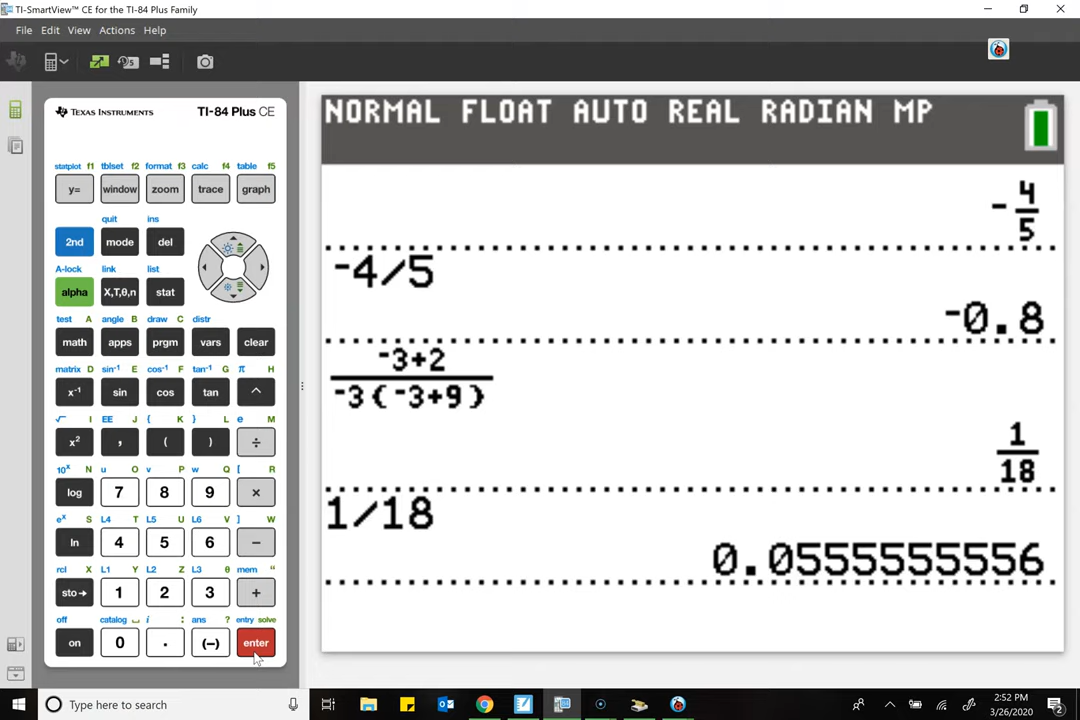 TI-SmartView™ CE for the TI-84 Plus Family
File Edit View Actions Help
TEXAS INSTRUMENTS TI-84 Plus CE
statplot f1 tblset f2 format f3 calc f4 table f5
y= window zoom trace graph
quit ins
2nd mode del
A-lock link list
alpha X,T,θ,n stat
test A angle B draw C distr
math apps prgm vars clear
matrix D sin⁻¹ E cos⁻¹ F tan⁻¹ G π H
x⁻¹ sin cos tan ^
√ I EE J { K } L e M
x² , ( ) ÷
10ˣ N u O v P w Q [ R
log 7 8 9 ×
eˣ S L4 T L5 U L6 V ] W
ln 4 5 6 −
rcl X L1 Y L2 Z L3 θ mem "
sto→ 1 2 3 +
off catalog ⎵ i : ans ? entry solve
on 0 . (−) enter
NORMAL FLOAT AUTO REAL RADIAN MP
-4/5
-4/5
-0.8
-3+2
-3(-3+9)
1/18
1/18
0.0555555556
Type here to search
2:52 PM
3/26/2020
2